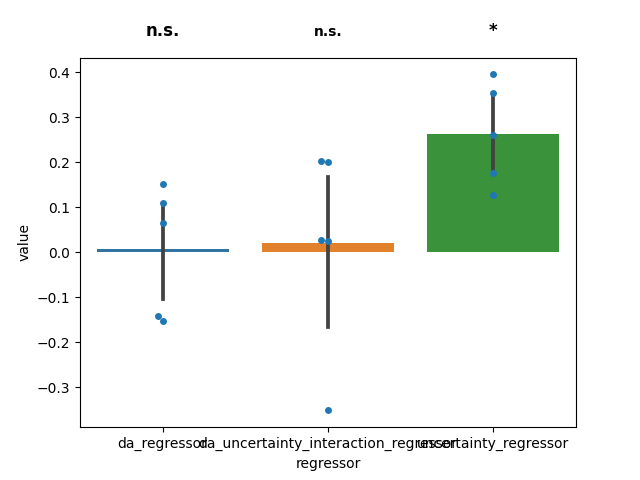 n.s. n.s. *
0.4
0.3
0.2
0.1
0.0
−0.1
−0.2
−0.3
value
da_regressor da_uncertainty_interaction_regressor uncertainty_regressor
regressor